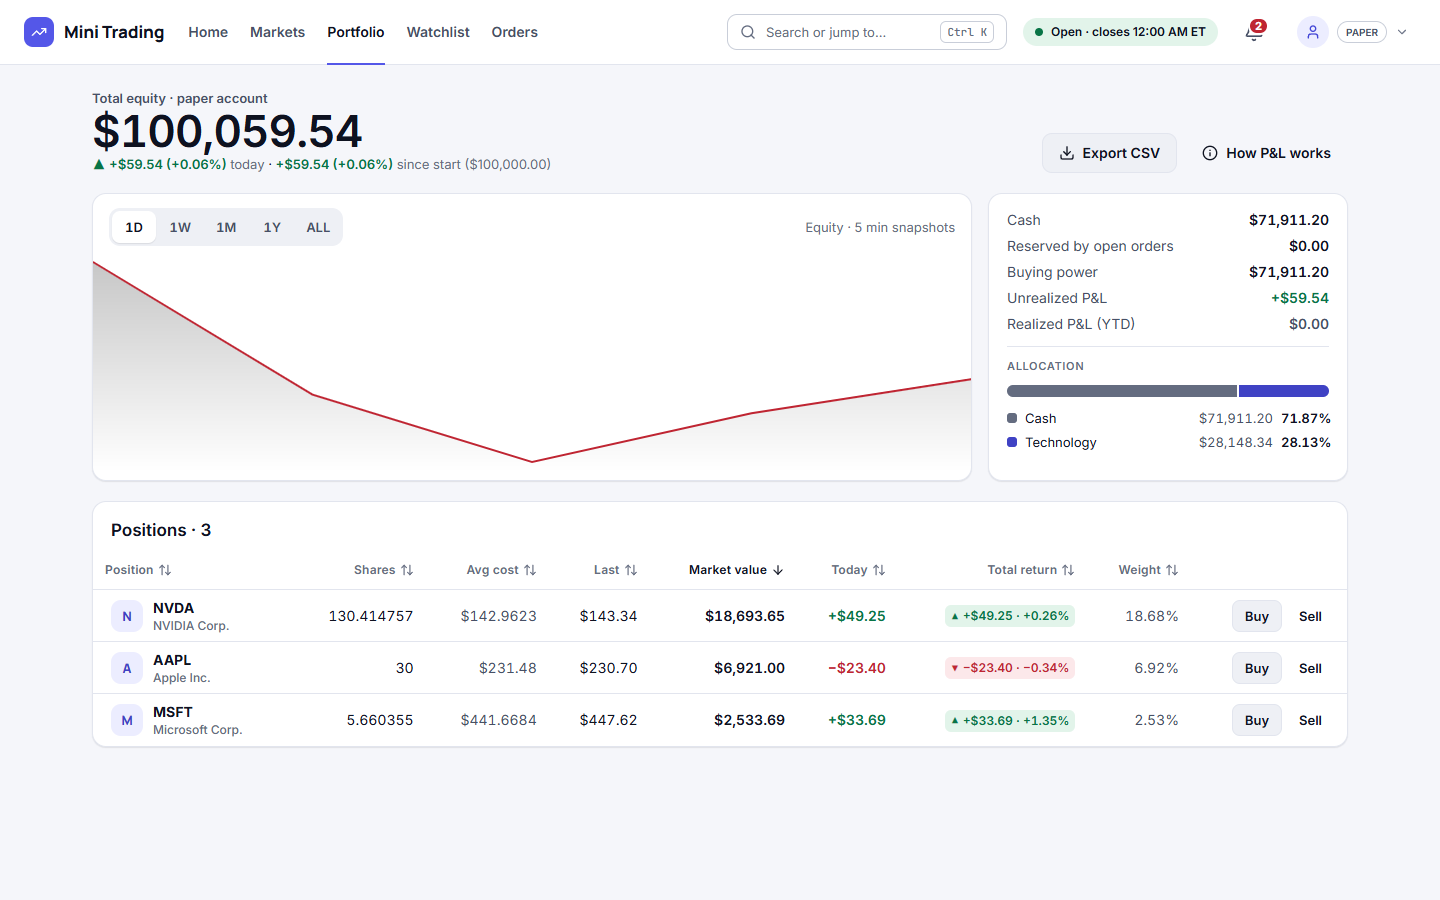 Mini Trading Home Markets Portfolio Watchlist Orders Search or jump to... Ctrl K Open · closes 12:00 AM ET 2 PAPER
Total equity · paper account
$100,059.54
▲ +$59.54 (+0.06%) today · +$59.54 (+0.06%) since start ($100,000.00)
Export CSV How P&L works
1D 1W 1M 1Y ALL Equity · 5 min snapshots
Cash $71,911.20
Reserved by open orders $0.00
Buying power $71,911.20
Unrealized P&L +$59.54
Realized P&L (YTD) $0.00
ALLOCATION
Cash $71,911.20 71.87%
Technology $28,148.34 28.13%
Positions · 3
Position Shares Avg cost Last Market value Today Total return Weight
N NVDA 130.414757 $142.9623 $143.34 $18,693.65 +$49.25 ▲ +$49.25 · +0.26% 18.68% Buy Sell
NVIDIA Corp.
A AAPL 30 $231.48 $230.70 $6,921.00 −$23.40 ▼ −$23.40 · −0.34% 6.92% Buy Sell
Apple Inc.
M MSFT 5.660355 $441.6684 $447.62 $2,533.69 +$33.69 ▲ +$33.69 · +1.35% 2.53% Buy Sell
Microsoft Corp.